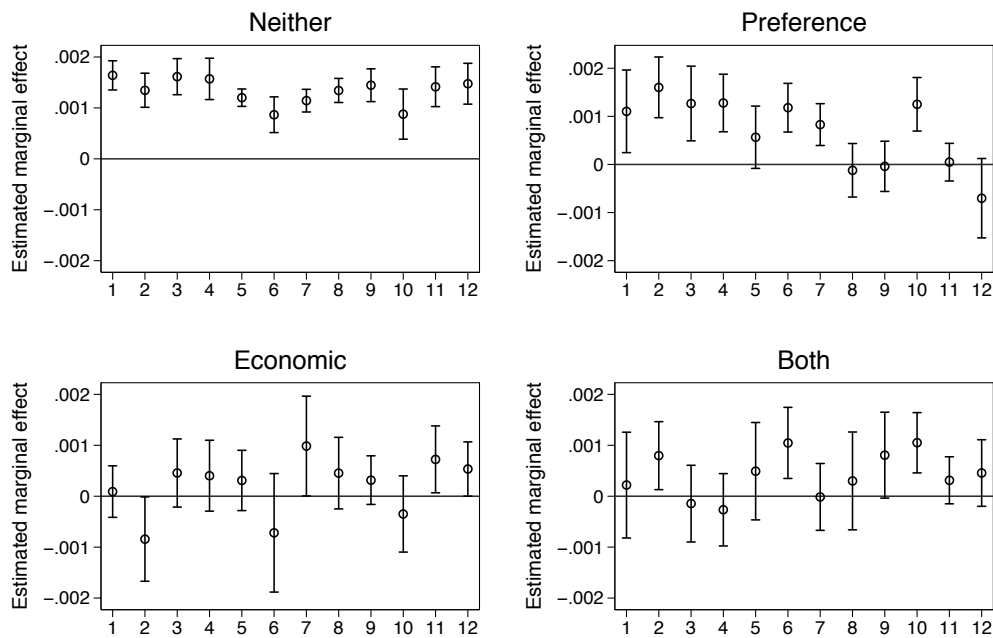 Neither
Estimated marginal effect
.002
.001
0
−.001
−.002
1 2 3 4 5 6 7 8 9 10 11 12
Preference
Estimated marginal effect
.002
.001
0
−.001
−.002
1 2 3 4 5 6 7 8 9 10 11 12
Economic
Estimated marginal effect
.002
.001
0
−.001
−.002
1 2 3 4 5 6 7 8 9 10 11 12
Both
Estimated marginal effect
.002
.001
0
−.001
−.002
1 2 3 4 5 6 7 8 9 10 11 12